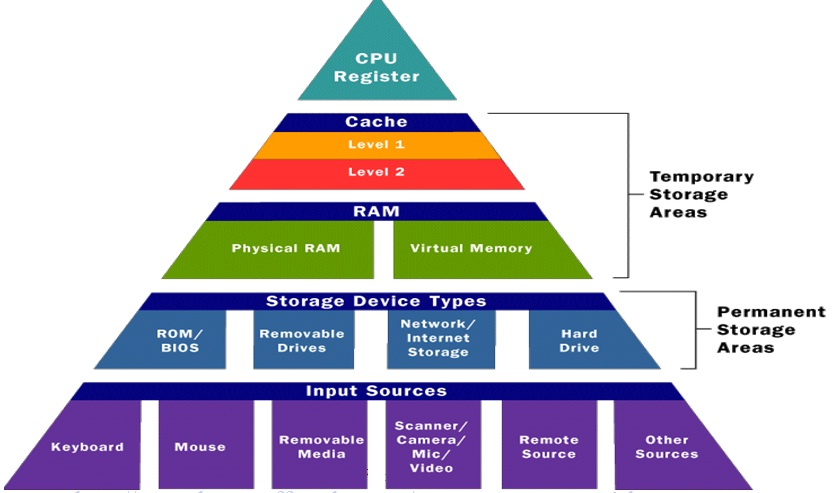 CPU
Register
Cache
Level 1
Level 2
Temporary
Storage
Areas
RAM
Physical RAM
Virtual Memory
Storage Device Types
ROM/
BIOS
Removable
Drives
Network/
Internet
Storage
Hard
Drive
Permanent
Storage
Areas
Input Sources
Keyboard
Mouse
Removable
Media
Scanner/
Camera/
Mic/
Video
Remote
Source
Other
Sources